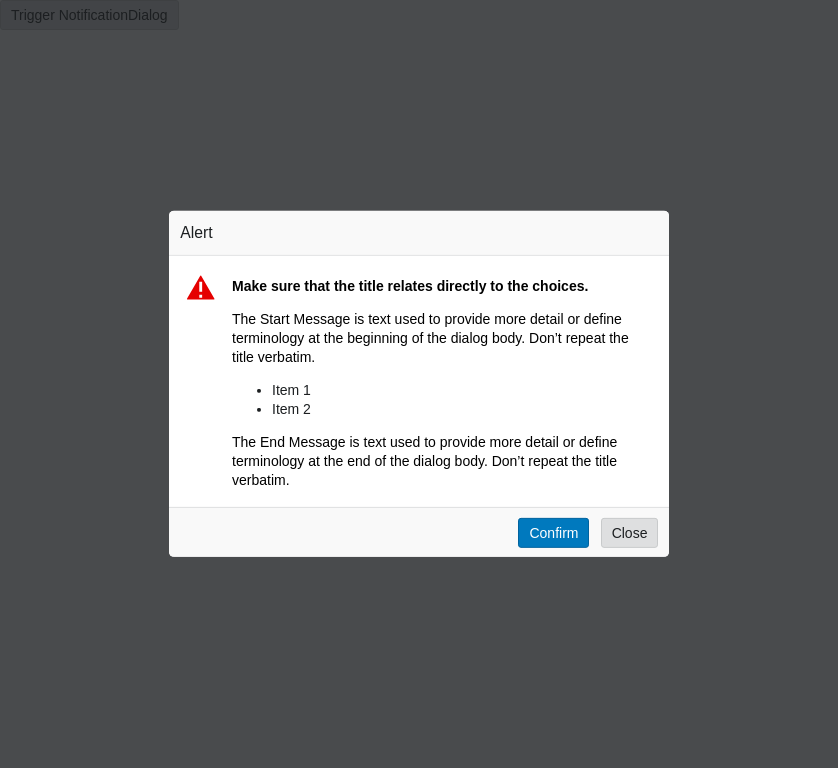 Trigger NotificationDialog
Alert
Make sure that the title relates directly to the choices.
The Start Message is text used to provide more detail or define
terminology at the beginning of the dialog body. Don’t repeat the
title verbatim.
• Item 1
• Item 2
The End Message is text used to provide more detail or define
terminology at the end of the dialog body. Don’t repeat the title
verbatim.
Confirm Close